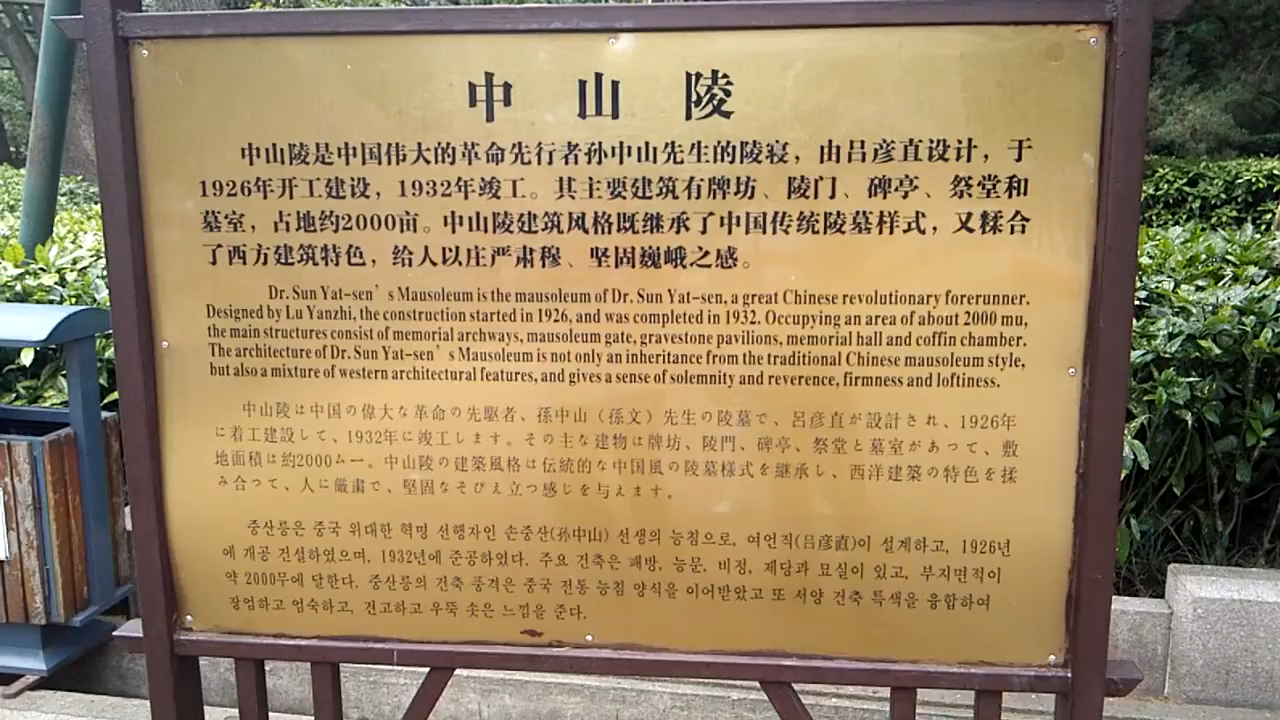 中山陵
中山陵是中国伟大的革命先行者孙中山先生的陵寝，由吕彦直设计，于
1926年开工建设，1932年竣工。其主要建筑有牌坊、陵门、碑亭、祭堂和
墓室，占地约2000亩。中山陵建筑风格既继承了中国传统陵墓样式，又糅合
了西方建筑特色，给人以庄严肃穆、坚固巍峨之感。
Dr. Sun Yat-sen's Mausoleum is the mausoleum of Dr. Sun Yat-sen, a great Chinese revolutionary forerunner.
Designed by Lu Yanzhi, the construction started in 1926, and was completed in 1932. Occupying an area of about 2000 mu,
the main structures consist of memorial archways, mausoleum gate, gravestone pavilions, memorial hall and coffin chamber.
The architecture of Dr. Sun Yat-sen's Mausoleum is not only an inheritance from the traditional Chinese mausoleum style,
but also a mixture of western architectural features, and gives a sense of solemnity and reverence, firmness and loftiness.
中山陵は中国の偉大な革命の先駆者、孫中山（孫文）先生の陵墓で、呂彦直が設計され、1926年
に着工建設して、1932年に竣工します。その主な建物は牌坊、陵門、碑亭、祭堂と墓室があつて、敷
地面積は約2000ムー。中山陵の建築風格は伝統的な中国風の陵墓様式を継承し、西洋建築の特色を揉
み合つて、人に厳粛で、堅固なそびえ立つ感じを与えます。
중산릉은 중국 위대한 혁명 선행자인 손중산(孙中山) 선생의 능침으로, 여언직(吕彦直)이 설계하고, 1926년
에 개공 건설하였으며, 1932년에 준공하였다. 주요 건축은 패방, 능문, 비정, 제당과 묘실이 있고, 부지면적이
약 2000무에 달한다. 중산릉의 건축 풍격은 중국 전통 능침 양식을 이어받았고 또 서양 건축 특색을 융합하여
장엄하고 엄숙하고, 견고하고 우뚝 솟은 느낌을 준다.